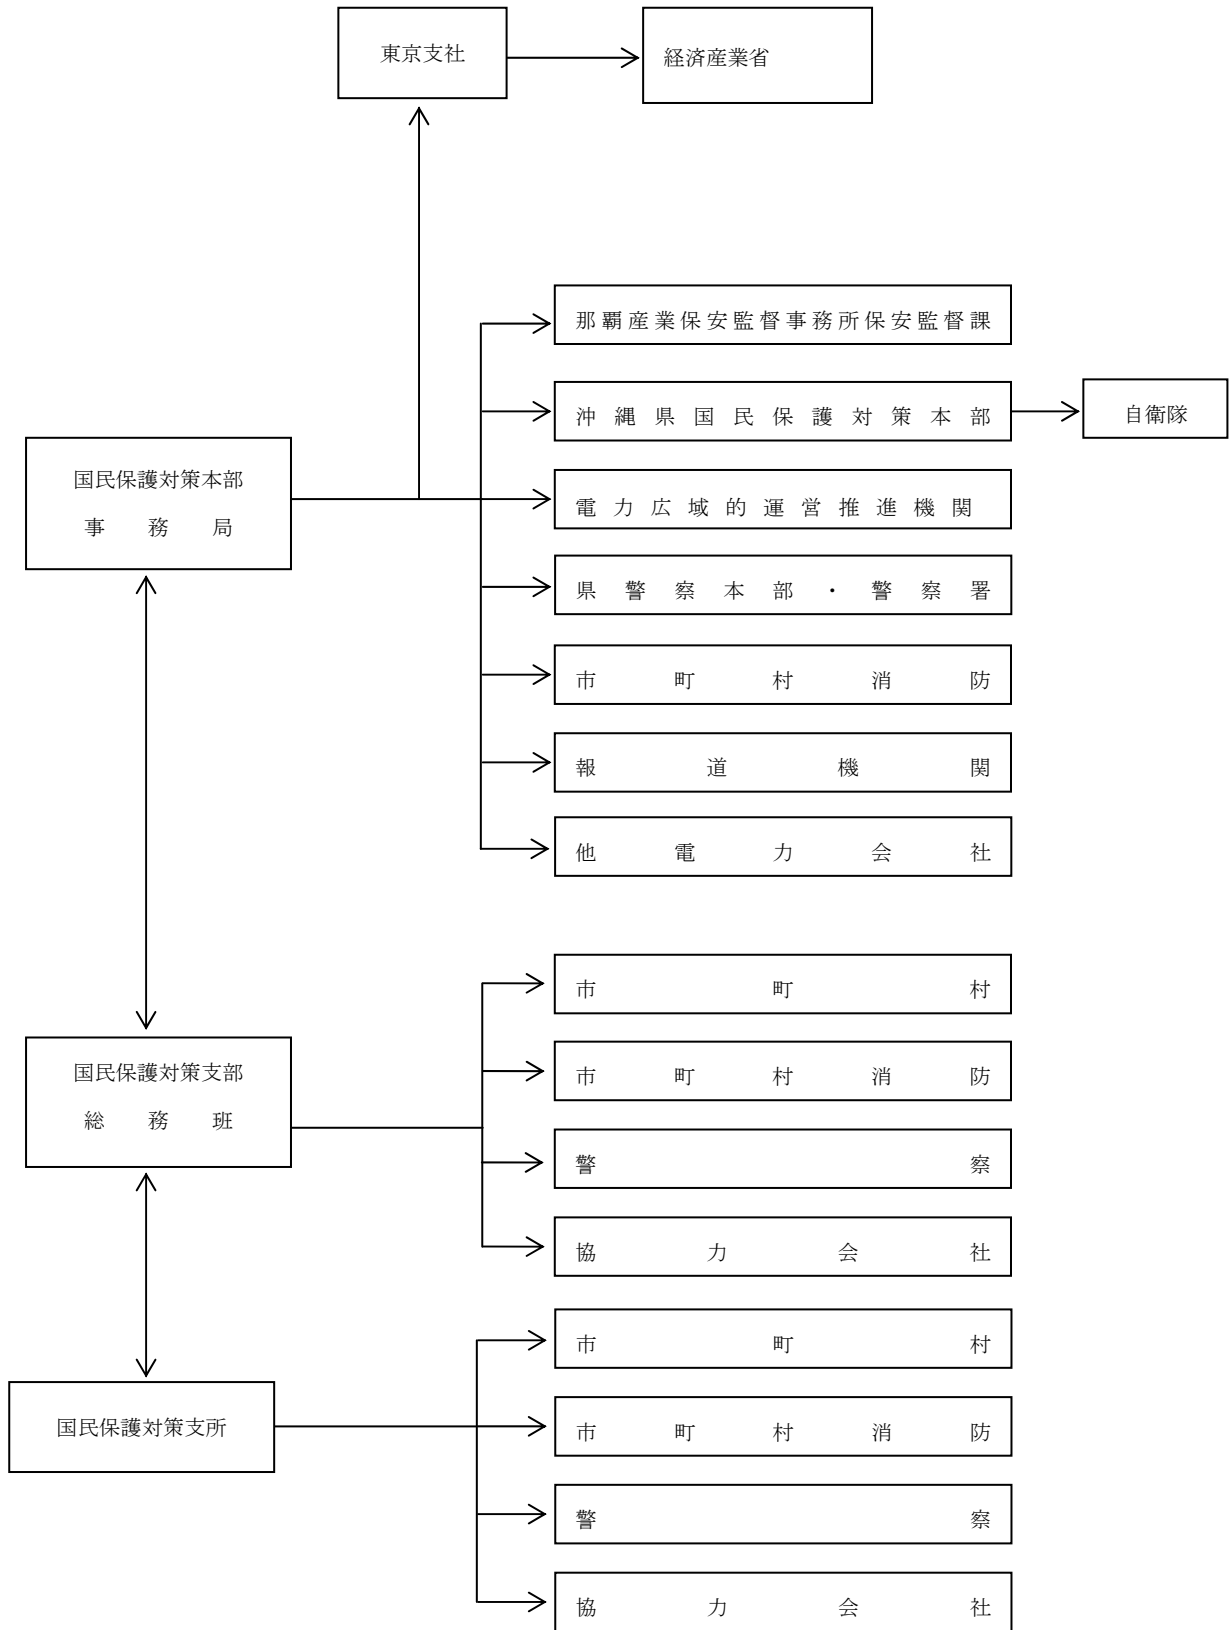 東京支社
経済産業省
那覇産業保安監督事務所保安監督課
沖縄県国民保護対策本部
自衛隊
電力広域的運営推進機関
国民保護対策本部
事務局
県警察本部・警察署
市町村消防
報道機関
他電力会社
市町村
国民保護対策支部
総務班
市町村消防
警察
協力会社
市町村
国民保護対策支所
市町村消防
警察
協力会社